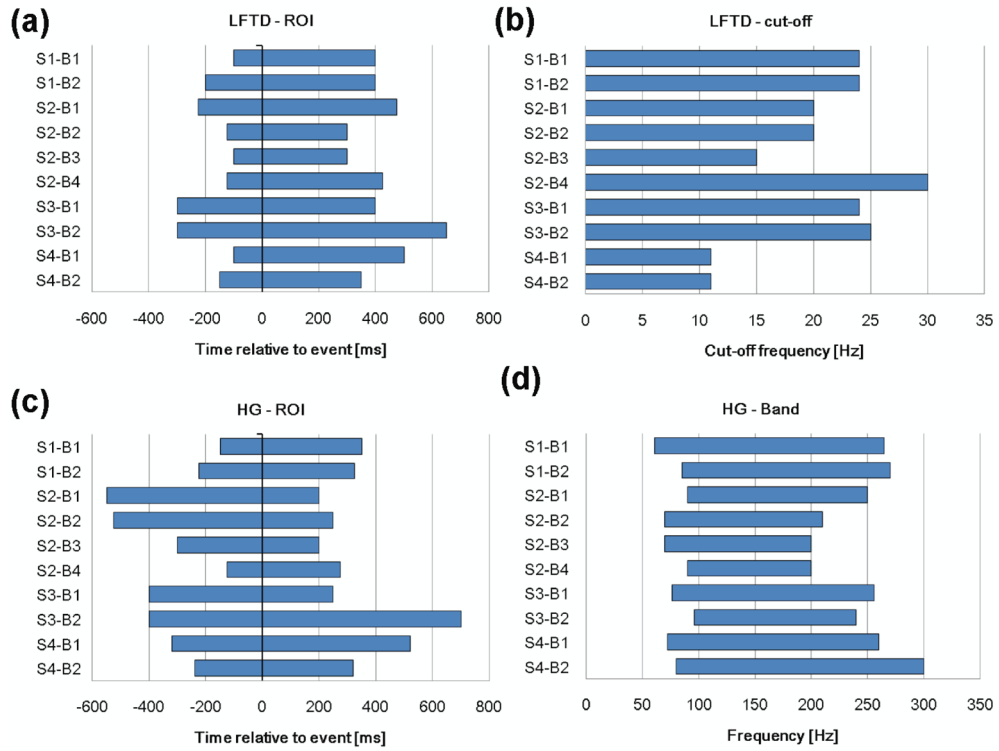 (a)
LFTD - ROI
S1-B1
S1-B2
S2-B1
S2-B2
S2-B3
S2-B4
S3-B1
S3-B2
S4-B1
S4-B2
-600 -400 -200 0 200 400 600 800
Time relative to event [ms]
(b)
LFTD - cut-off
S1-B1
S1-B2
S2-B1
S2-B2
S2-B3
S2-B4
S3-B1
S3-B2
S4-B1
S4-B2
0 5 10 15 20 25 30 35
Cut-off frequency [Hz]
(c)
HG - ROI
S1-B1
S1-B2
S2-B1
S2-B2
S2-B3
S2-B4
S3-B1
S3-B2
S4-B1
S4-B2
-600 -400 -200 0 200 400 600 800
Time relative to event [ms]
(d)
HG - Band
S1-B1
S1-B2
S2-B1
S2-B2
S2-B3
S2-B4
S3-B1
S3-B2
S4-B1
S4-B2
0 50 100 150 200 250 300 350
Frequency [Hz]